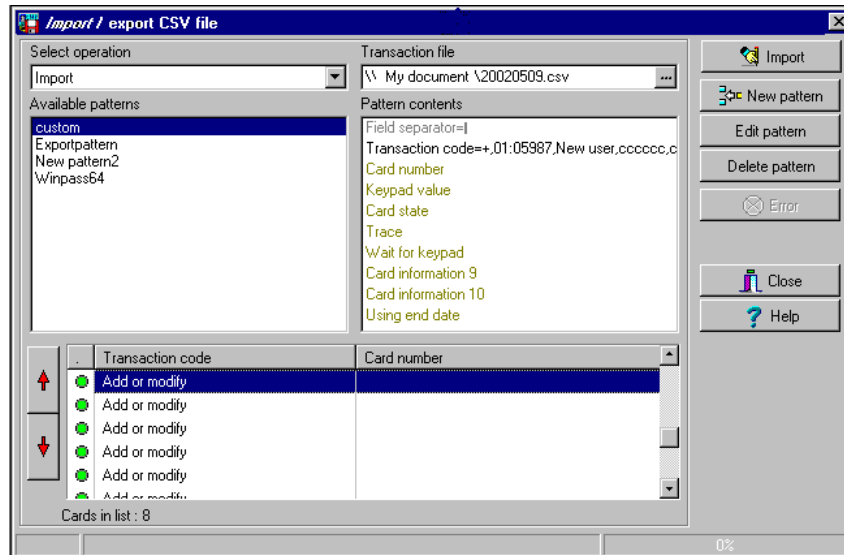 Import / export CSV file
Select operation
Import
Transaction file
\\ My document \20020509.csv
...
Available patterns
custom
Exportpattern
New pattern2
Winpass64
Pattern contents
Field separator=|
Transaction code=+,01:05987,New user,cccccc,c
Card number
Keypad value
Card state
Trace
Wait for keypad
Card information 9
Card information 10
Using end date
Import
New pattern
Edit pattern
Delete pattern
Error
Close
? Help
. Transaction code Card number
Add or modify
Add or modify
Add or modify
Add or modify
Add or modify
Add or modify
Cards in list : 8
0%